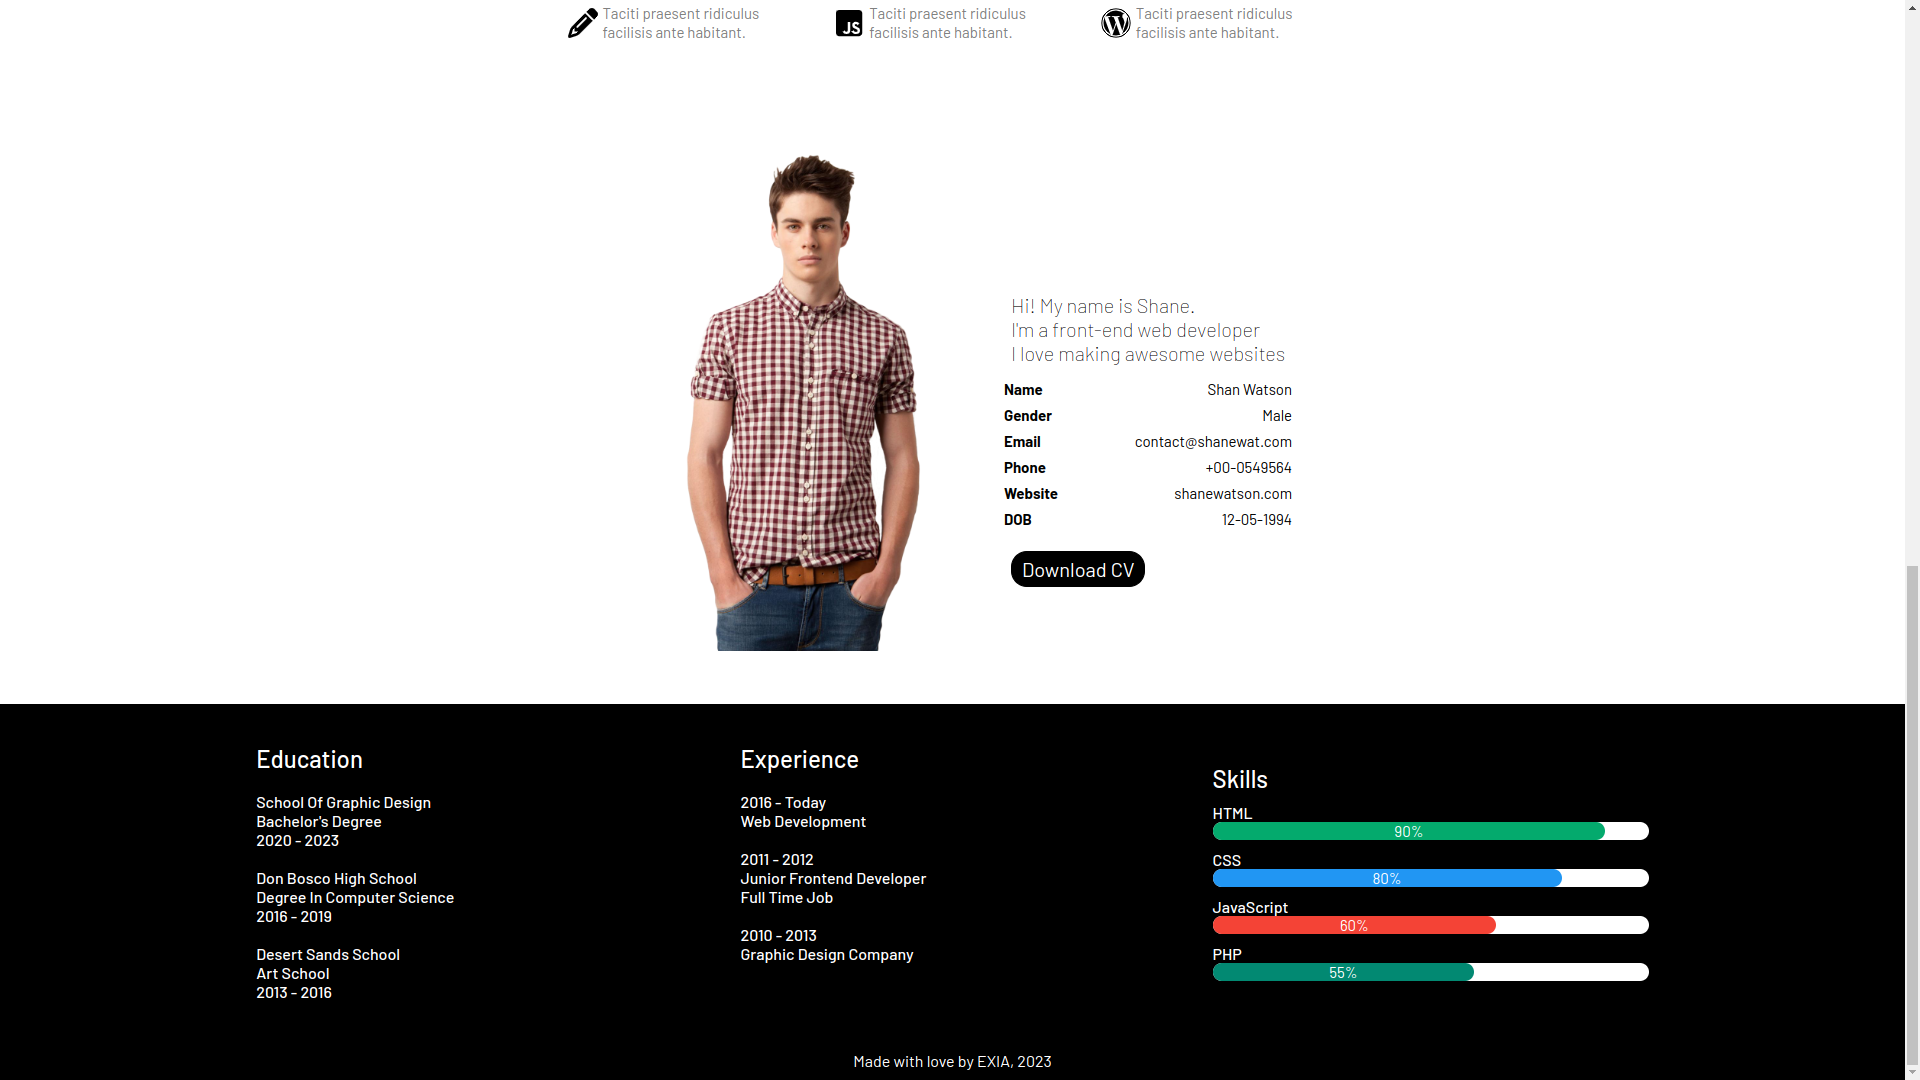 Taciti praesent ridiculus
facilisis ante habitant.
JS
Taciti praesent ridiculus
facilisis ante habitant.
W
Taciti praesent ridiculus
facilisis ante habitant.
Hi! My name is Shane.
I'm a front-end web developer
I love making awesome websites
Name Shan Watson
Gender Male
Email contact@shanewat.com
Phone +00-0549564
Website shanewatson.com
DOB 12-05-1994
Download CV
Education
School Of Graphic Design
Bachelor's Degree
2020 - 2023
Don Bosco High School
Degree In Computer Science
2016 - 2019
Desert Sands School
Art School
2013 - 2016
Experience
2016 - Today
Web Development
2011 - 2012
Junior Frontend Developer
Full Time Job
2010 - 2013
Graphic Design Company
Skills
HTML
90%
CSS
80%
JavaScript
60%
PHP
55%
Made with love by EXIA, 2023